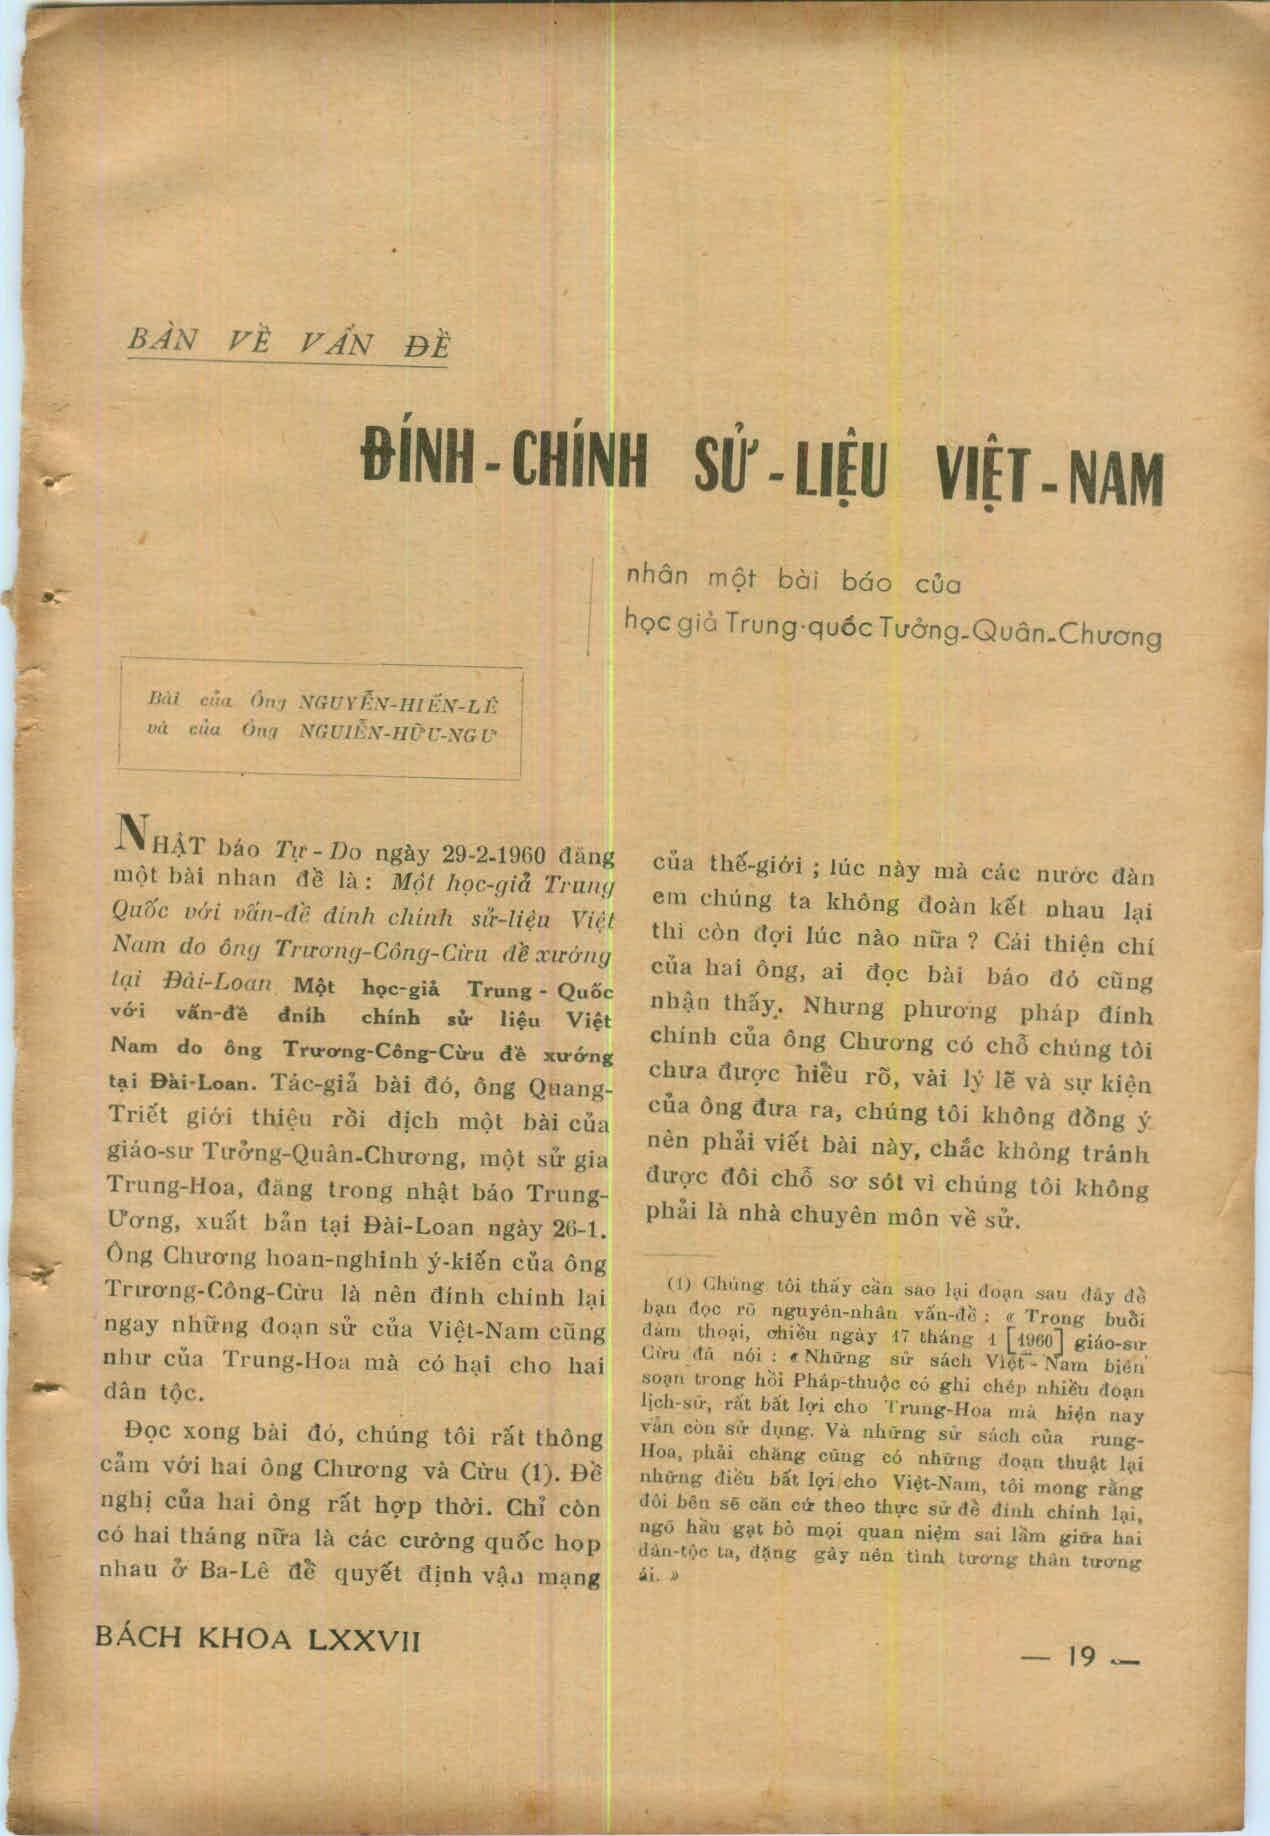 BÀN VỀ VẤN ĐỀ
ĐÍNH - CHÍNH SỬ - LIỆU VIỆT - NAM
nhân một bài báo của
học giả Trung-quốc Tưởng-Quân-Chương
Bài của Ông NGUYỄN-HIẾN-LÊ
và của Ông NGUIỄN-HỮU-NGƯ
NHẬT báo Tự-Do ngày 29-2-1960 đăng
một bài nhan đề là : Một học-giả Trung
Quốc với vấn-đề đính chính sử-liệu Việt
Nam do ông Trương-Công-Cừu đề xướng
tại Đài-Loan Một học-giả Trung - Quốc
với vấn-đề đníh chính sử liệu Việt
Nam do ông Trương-Công-Cừu đề xướng
tại Đài-Loan. Tác-giả bài đó, ông Quang-
Triết giới thiệu rồi dịch một bài của
giáo-sư Tưởng-Quân-Chương, một sử gia
Trung-Hoa, đăng trong nhật báo Trung-
Ương, xuất bản tại Đài-Loan ngày 26-1.
Ông Chương hoan-nghinh ý-kiến của ông
Trương-Công-Cừu là nên đính chính lại
ngay những đoạn sử của Việt-Nam cũng
như của Trung-Hoa mà có hại cho hai
dân tộc.
Đọc xong bài đó, chúng tôi rất thông
cảm với hai ông Chương và Cừu (1). Đề
nghị của hai ông rất hợp thời. Chỉ còn
có hai tháng nữa là các cường quốc họp
nhau ở Ba-Lê để quyết định vận mạng
của thế-giới ; lúc này mà các nước đàn
em chúng ta không đoàn kết nhau lại
thì còn đợi lúc nào nữa ? Cái thiện chí
của hai ông, ai đọc bài báo đó cũng
nhận thấy. Nhưng phương pháp đính
chính của ông Chương có chỗ chúng tôi
chưa được hiểu rõ, vài lý lẽ và sự kiện
của ông đưa ra, chúng tôi không đồng ý
nên phải viết bài này, chắc không tránh
được đôi chỗ sơ sót vì chúng tôi không
phải là nhà chuyên môn về sử.
(1) Chúng tôi thấy cần sao lại đoạn sau đây để
bạn đọc rõ nguyên-nhân vấn-đề : « Trong buổi
đàm thoại, chiều ngày 17 tháng 1 [1960] giáo-sư
Cừu đã nói : « Những sử sách Việt - Nam biên
soạn trong hồi Pháp-thuộc có ghi chép nhiều đoạn
lịch-sử, rất bất lợi cho Trung-Hoa mà hiện nay
vẫn còn sử dụng. Và những sử sách của rung-
Hoa, phải chăng cũng có những đoạn thuật lại
những điều bất lợi cho Việt-Nam, tôi mong rằng
đôi bên sẽ căn cứ theo thực sử để đính chính lại,
ngõ hầu gạt bỏ mọi quan niệm sai lầm giữa hai
dân-tộc ta, đặng gây nên tình tương thân tương
ái. »
BÁCH KHOA LXXVII
— 19 —